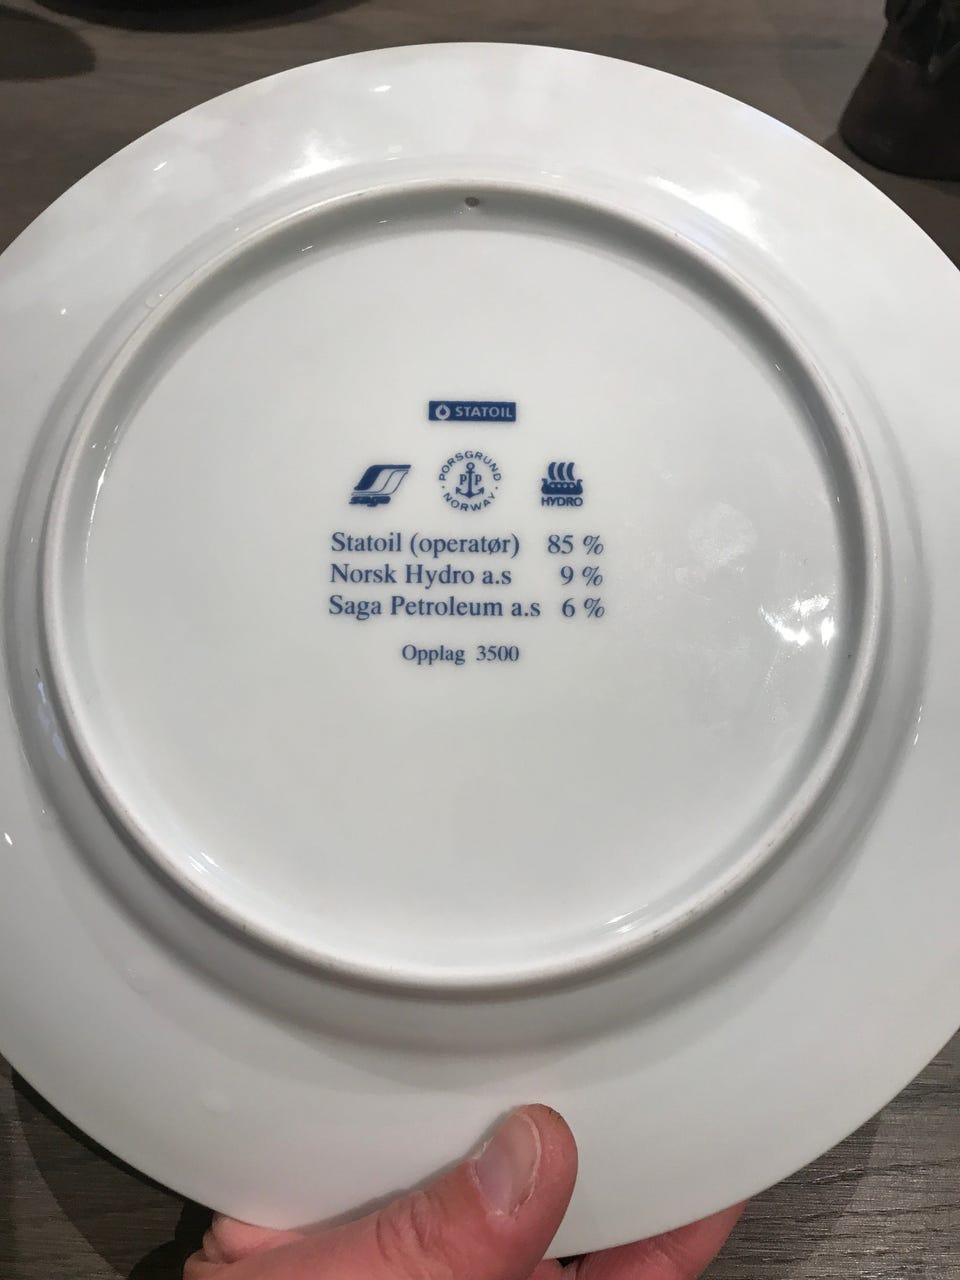 STATOIL
saga
PORSGRUND
PP
NORWAY
HYDRO
Statoil (operatør) 85 %
Norsk Hydro a.s 9 %
Saga Petroleum a.s 6 %
Opplag 3500